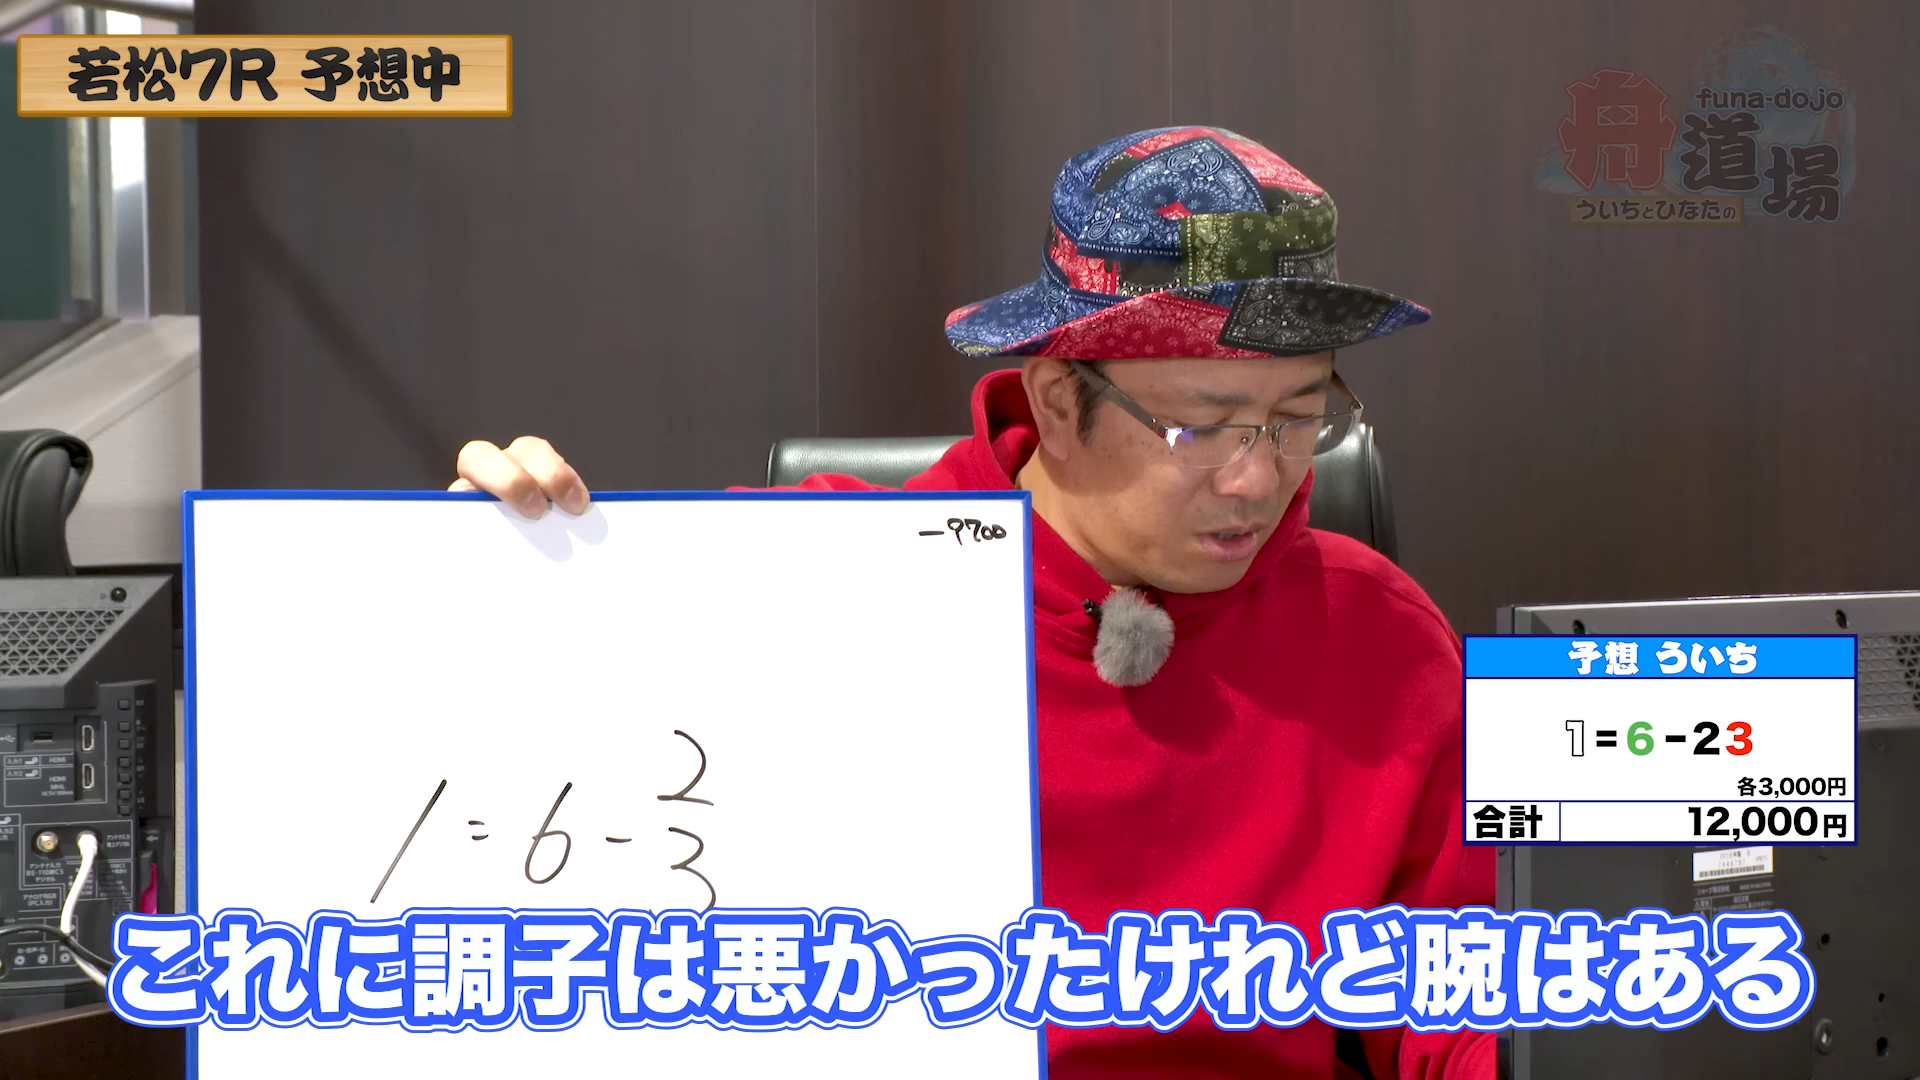 若松7R 予想中
funa-dojo
舟道場
ういちとひなたの
-9700
1=6-2
3
予想 ういち
1=6-23
各3,000円
合計 12,000円
これに調子は悪かったけれど腕はある